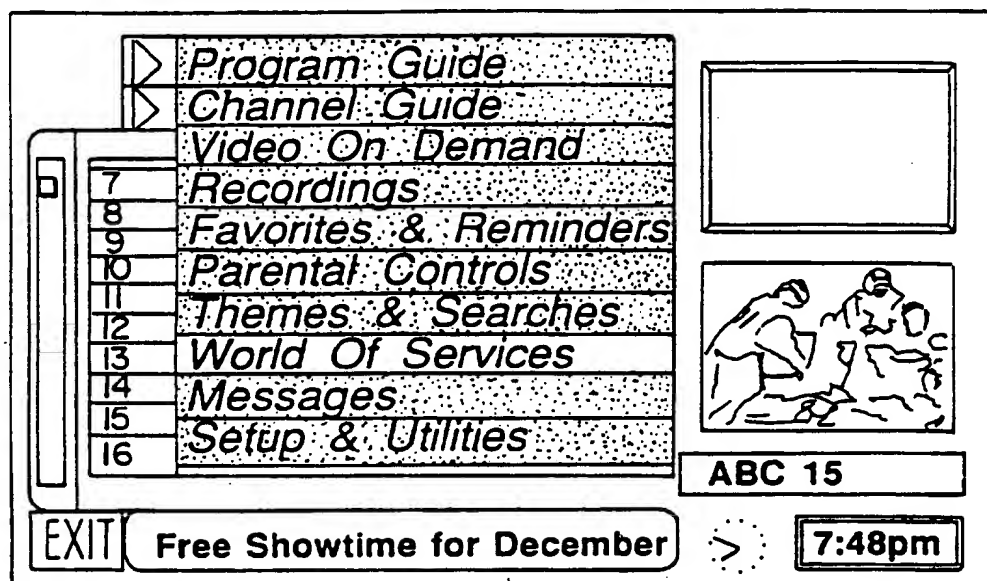 Program Guide
Channel Guide
Video On Demand
7 Recordings
8
Favorites & Reminders
9
10 Parental Controls
11
Themes & Searches
12
13 World Of Services
14
Messages
15
Setup & Utilities
16
ABC 15
EXIT Free Showtime for December 7:48pm